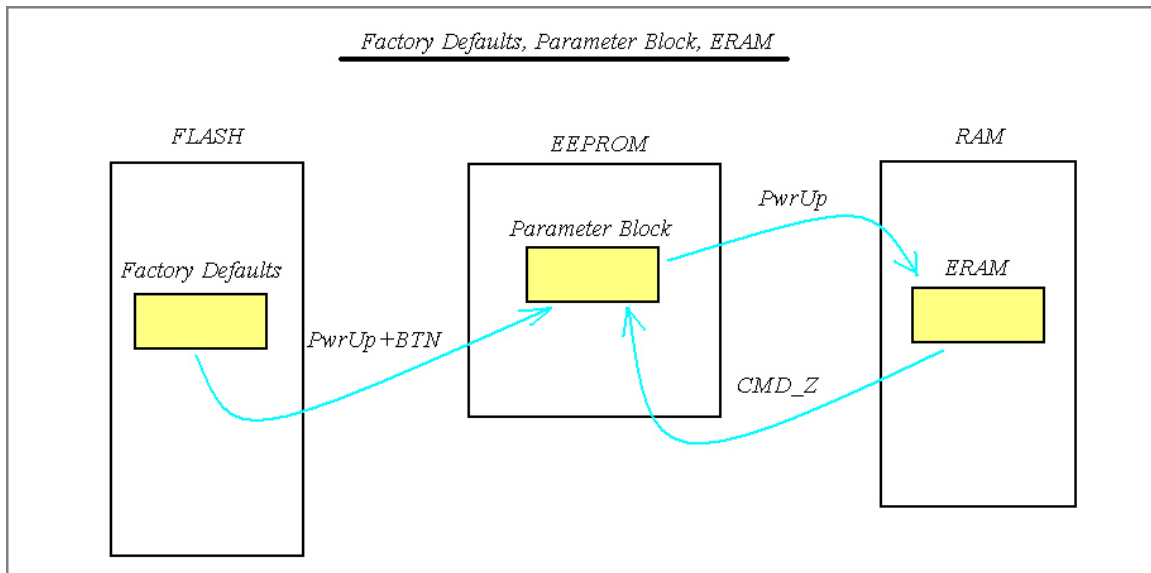 Factory Defaults, Parameter Block, ERAM
FLASH
EEPROM
RAM
PwrUp
Parameter Block
Factory Defaults
ERAM
PwrUp+BTN
CMD_Z